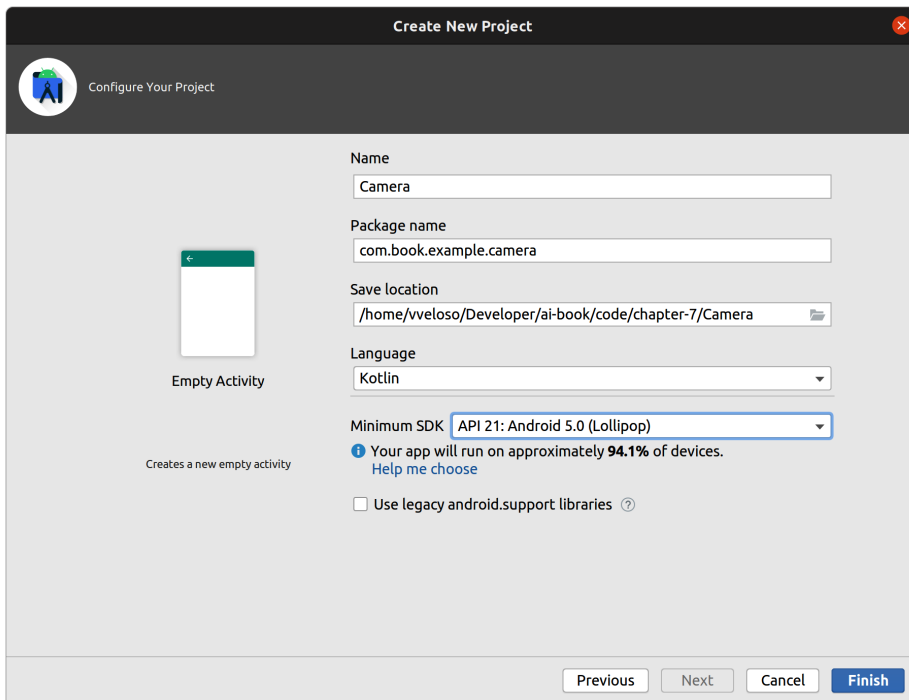 Create New Project
Configure Your Project
Name
Camera
Package name
com.book.example.camera
Save location
/home/vveloso/Developer/ai-book/code/chapter-7/Camera
Language
Kotlin
Empty Activity
Minimum SDK API 21: Android 5.0 (Lollipop)
Your app will run on approximately 94.1% of devices.
Help me choose
Creates a new empty activity
Use legacy android.support libraries ?
Previous Next Cancel Finish